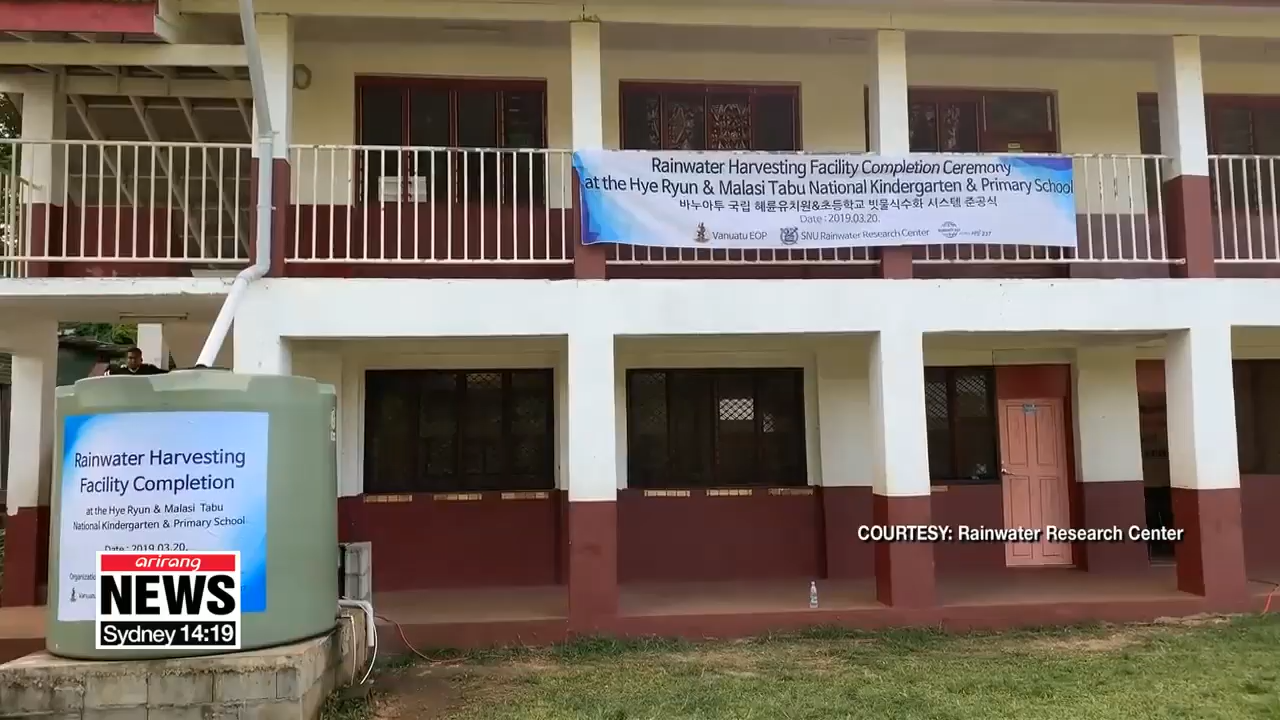 Rainwater Harvesting Facility Completion Ceremony
at the Hye Ryun & Malasi Tabu National Kindergarten & Primary School
바누아투 국립 혜륜유치원&초등학교 빗물식수화 시스템 준공식
Date : 2019.03.20.
Vanuatu EOP SNU Rainwater Research Center
Rainwater Harvesting
Facility Completion
at the Hye Ryun & Malasi Tabu
National Kindergarten & Primary School
Date : 2019.03.20.
COURTESY: Rainwater Research Center
arirang
NEWS
Sydney 14:19